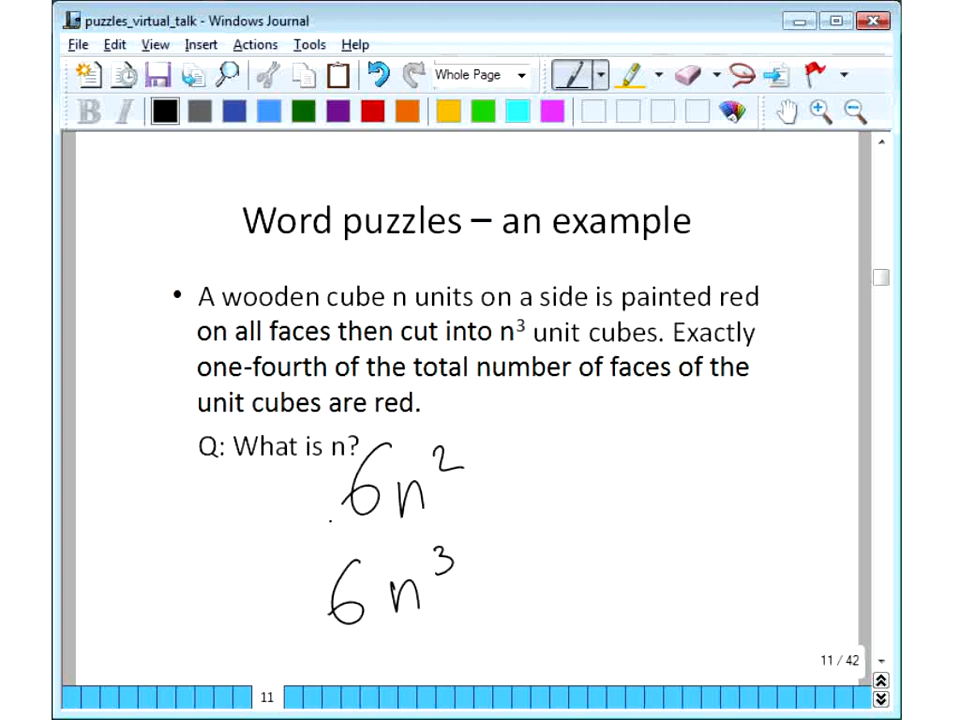 puzzles_virtual_talk - Windows Journal
File Edit View Insert Actions Tools Help
Whole Page
B I
Word puzzles – an example
• A wooden cube n units on a side is painted red
on all faces then cut into n³ unit cubes. Exactly
one-fourth of the total number of faces of the
unit cubes are red.
Q: What is n?
6n²
6n³
11 / 42
11